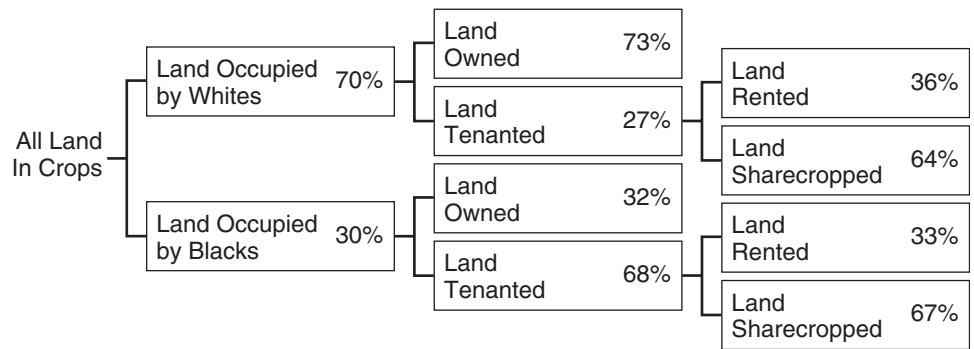 All Land
In Crops
Land Occupied
by Whites 70%
Land
Owned 73%
Land
Tenanted 27%
Land
Rented 36%
Land
Sharecropped 64%
Land Occupied
by Blacks 30%
Land
Owned 32%
Land
Tenanted 68%
Land
Rented 33%
Land
Sharecropped 67%